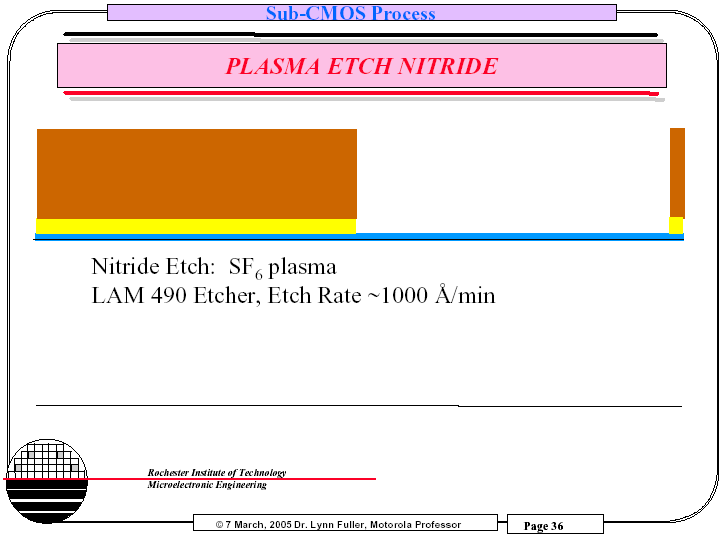 Sub-CMOS Process
PLASMA ETCH NITRIDE
Nitride Etch:  SF6 plasma
LAM 490 Etcher, Etch Rate ~1000 Å/min
Rochester Institute of Technology
Microelectronic Engineering
© 7 March, 2005 Dr. Lynn Fuller, Motorola Professor
Page 36